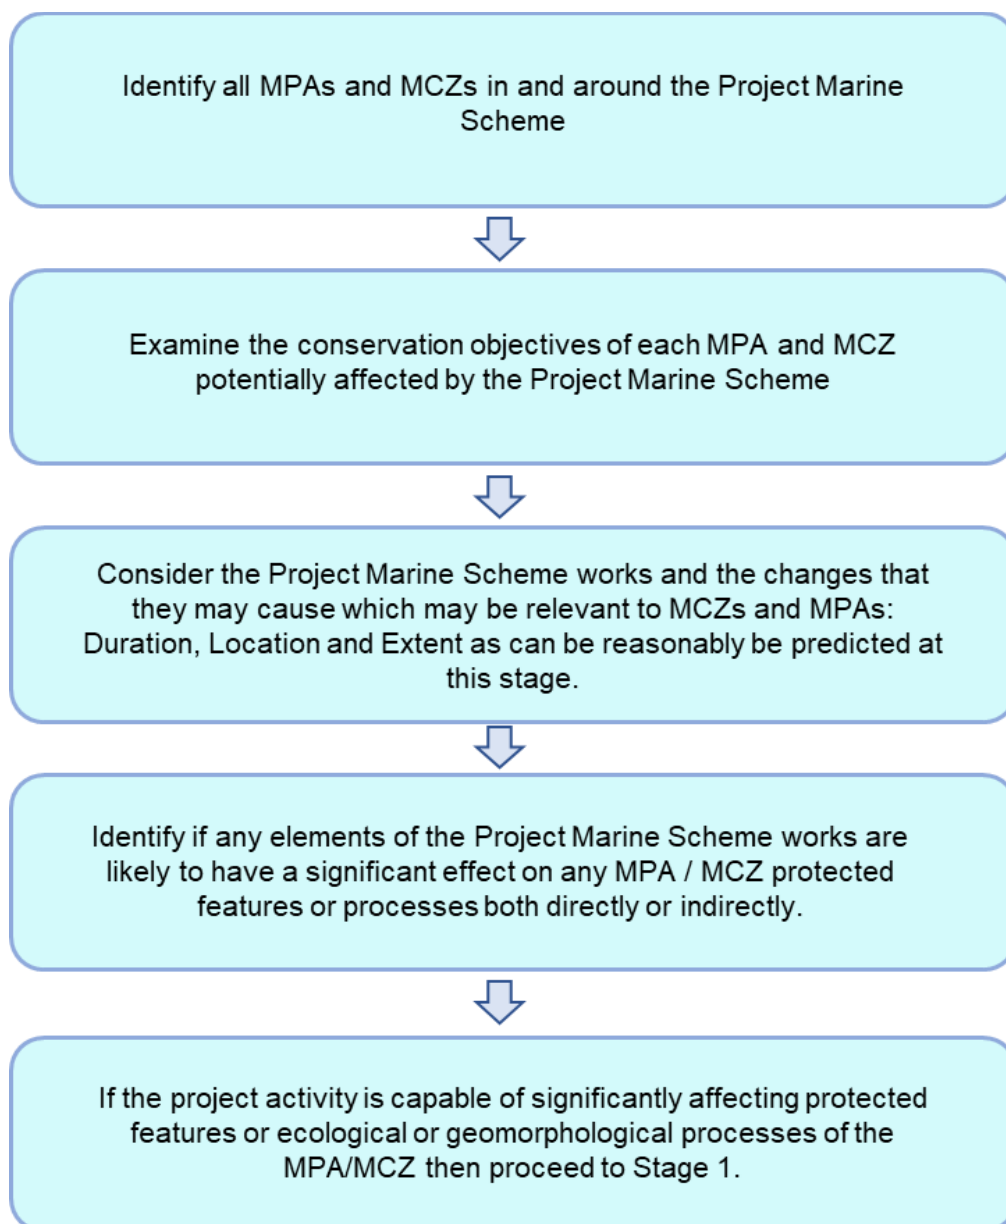 Identify all MPAs and MCZs in and around the Project Marine
Scheme
Examine the conservation objectives of each MPA and MCZ
potentially affected by the Project Marine Scheme
Consider the Project Marine Scheme works and the changes that
they may cause which may be relevant to MCZs and MPAs:
Duration, Location and Extent as can be reasonably be predicted at
this stage.
Identify if any elements of the Project Marine Scheme works are
likely to have a significant effect on any MPA / MCZ protected
features or processes both directly or indirectly.
If the project activity is capable of significantly affecting protected
features or ecological or geomorphological processes of the
MPA/MCZ then proceed to Stage 1.